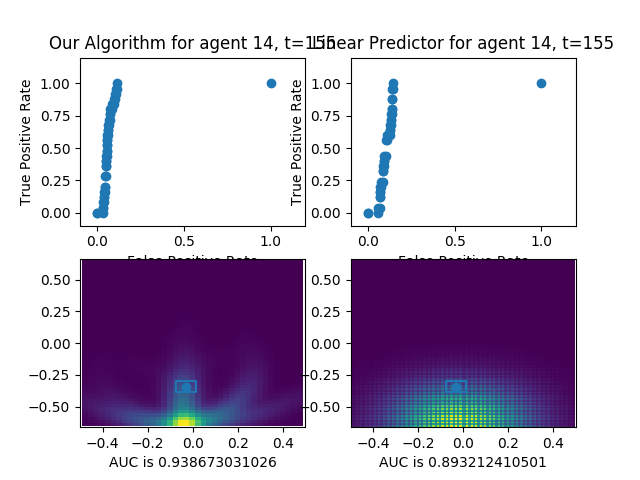 Our Algorithm for agent 14, t=155
Linear Predictor for agent 14, t=155
True Positive Rate
1.00
0.75
0.50
0.25
0.00
0.0 0.5 1.0
False Positive Rate
True Positive Rate
1.00
0.75
0.50
0.25
0.00
0.0 0.5 1.0
False Positive Rate
0.50
0.25
0.00
−0.25
−0.50
−0.4 −0.2 0.0 0.2 0.4
AUC is 0.938673031026
0.50
0.25
0.00
−0.25
−0.50
−0.4 −0.2 0.0 0.2 0.4
AUC is 0.893212410501